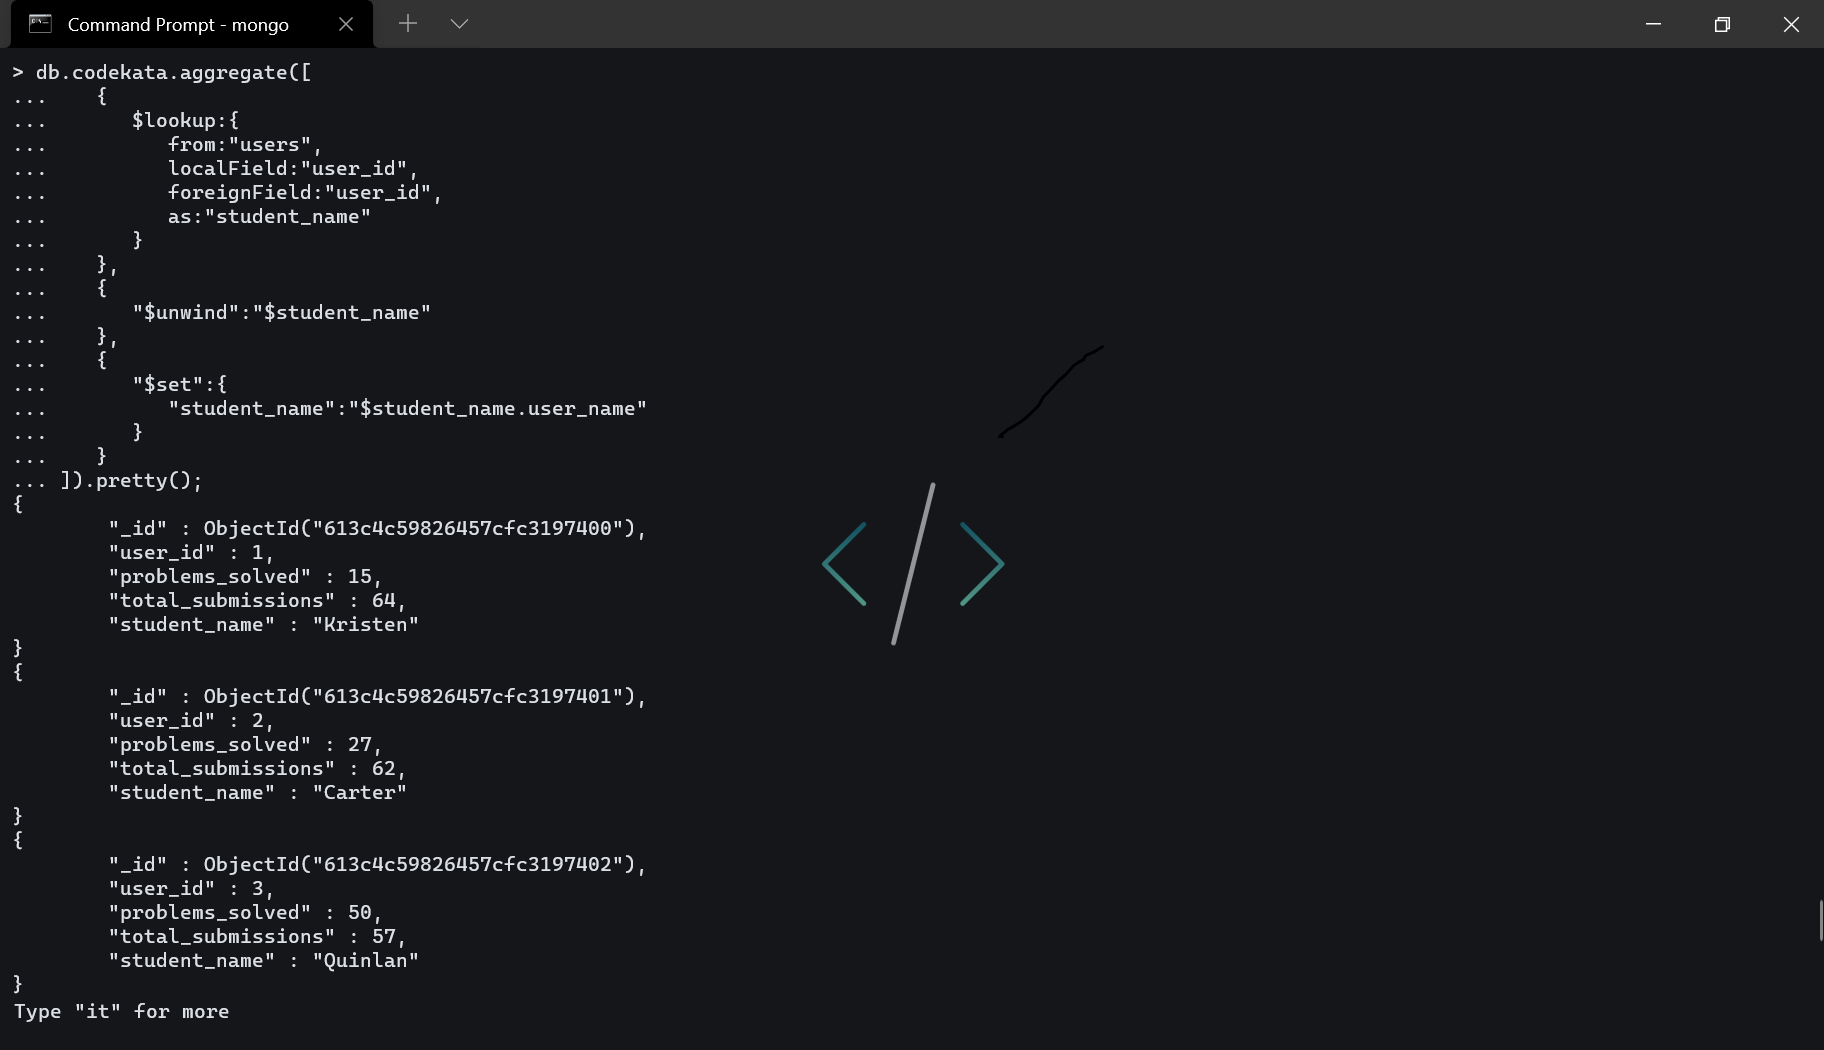 Command Prompt - mongo
> db.codekata.aggregate([
...    {
...       $lookup:{
...          from:"users",
...          localField:"user_id",
...          foreignField:"user_id",
...          as:"student_name"
...       }
...    },
...    {
...       "$unwind":"$student_name"
...    },
...    {
...       "$set":{
...          "student_name":"$student_name.user_name"
...       }
...    }
... ]).pretty();
{
        "_id" : ObjectId("613c4c59826457cfc3197400"),
        "user_id" : 1,
        "problems_solved" : 15,
        "total_submissions" : 64,
        "student_name" : "Kristen"
}
{
        "_id" : ObjectId("613c4c59826457cfc3197401"),
        "user_id" : 2,
        "problems_solved" : 27,
        "total_submissions" : 62,
        "student_name" : "Carter"
}
{
        "_id" : ObjectId("613c4c59826457cfc3197402"),
        "user_id" : 3,
        "problems_solved" : 50,
        "total_submissions" : 57,
        "student_name" : "Quinlan"
}
Type "it" for more